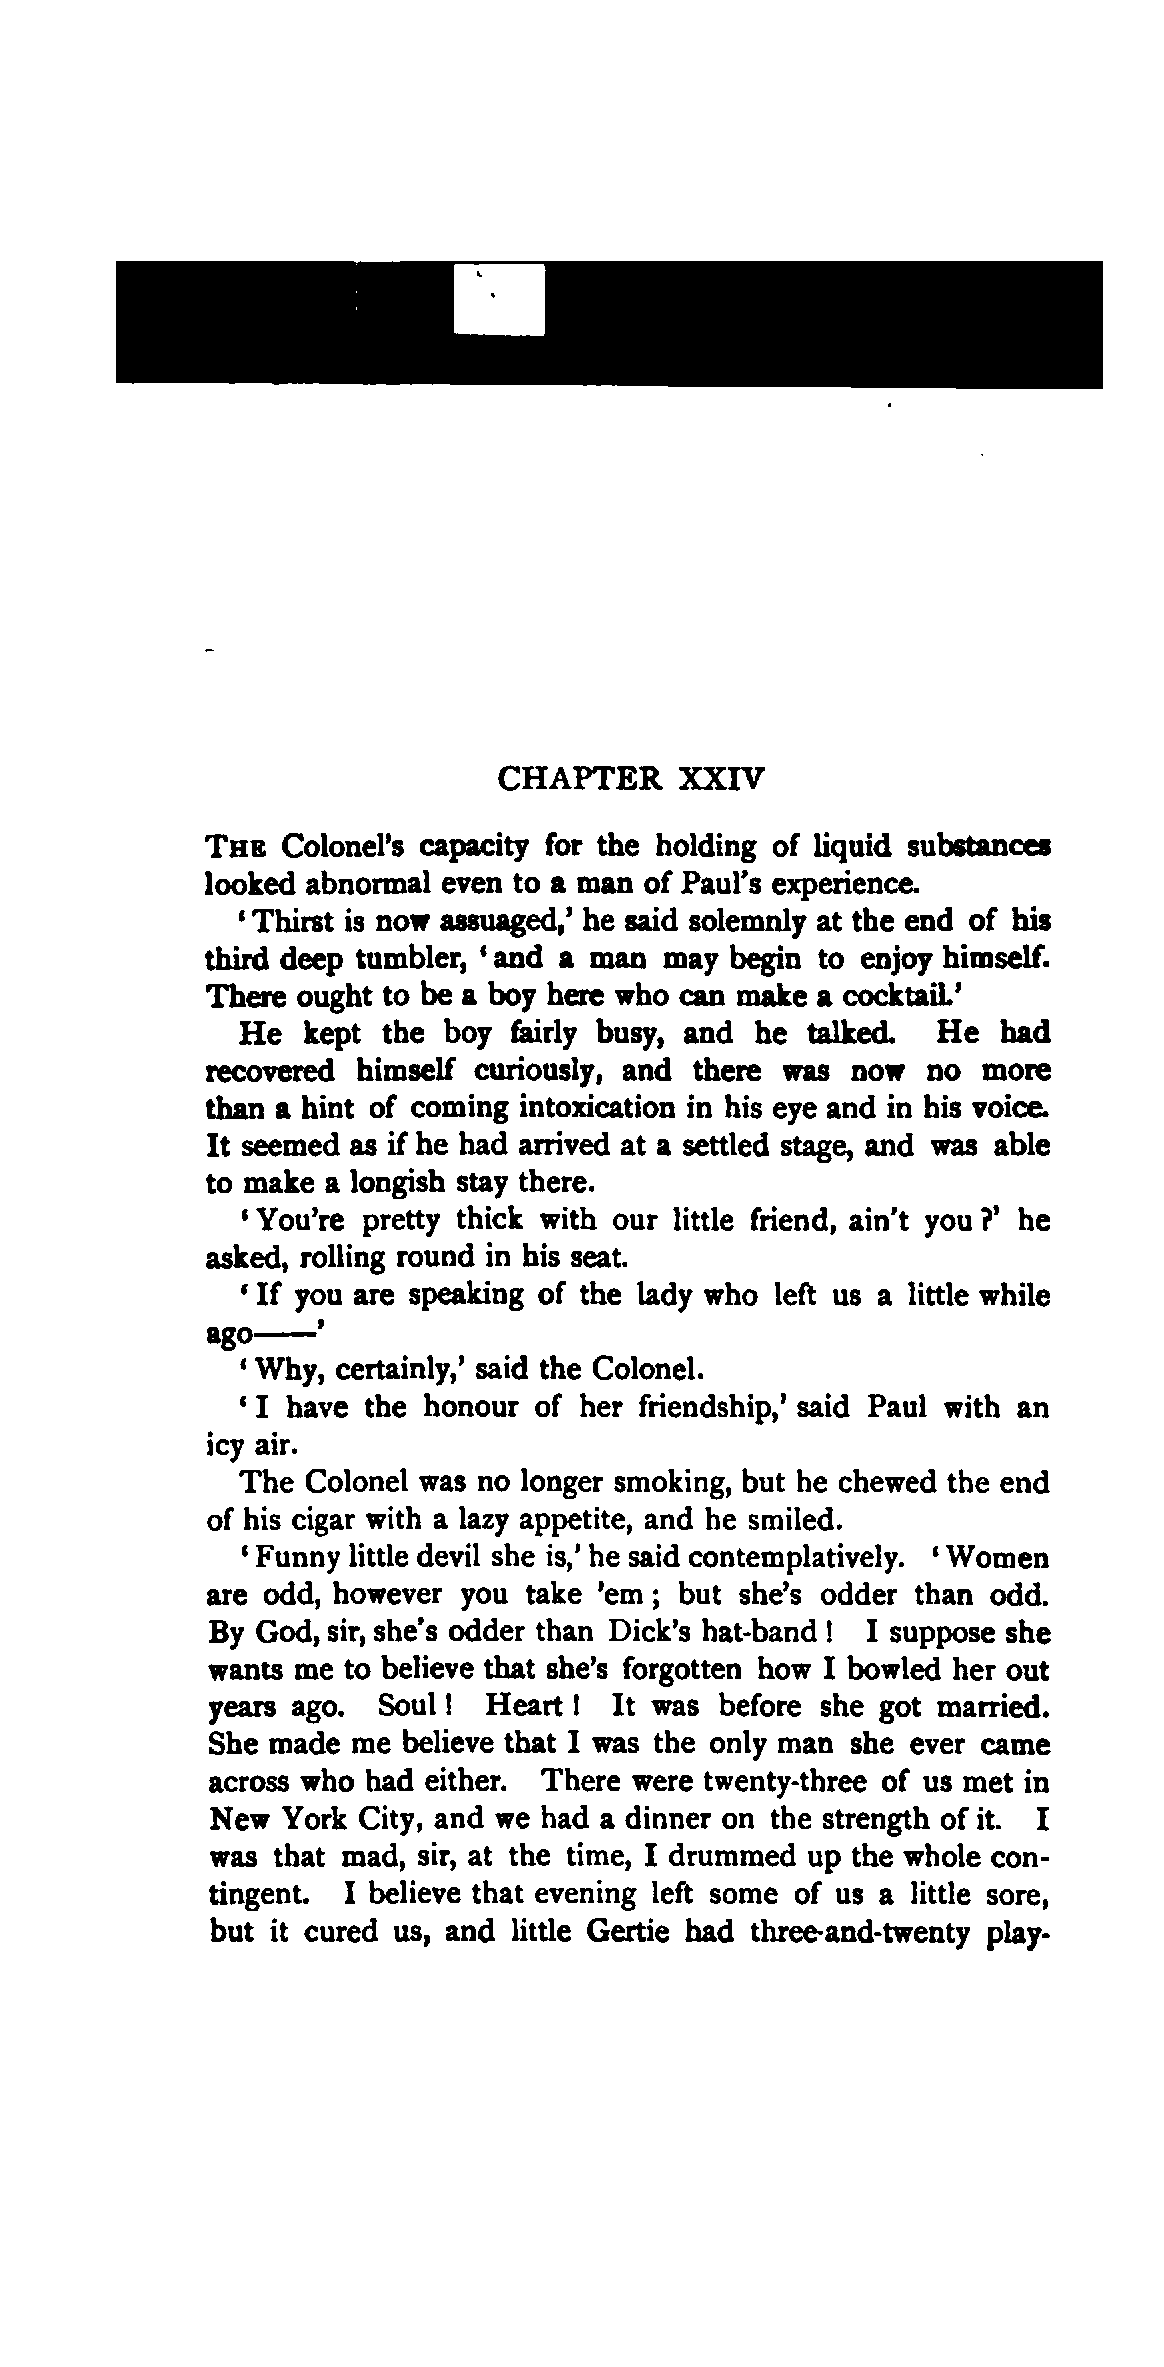 CHAPTER XXIV
THE Colonel's capacity for the holding of liquid substances
looked abnormal even to a man of Paul's experience.
‘Thirst is now assuaged,’ he said solemnly at the end of his
third deep tumbler, ‘and a man may begin to enjoy himself.
There ought to be a boy here who can make a cocktail.’
He kept the boy fairly busy, and he talked. He had
recovered himself curiously, and there was now no more
than a hint of coming intoxication in his eye and in his voice.
It seemed as if he had arrived at a settled stage, and was able
to make a longish stay there.
‘You're pretty thick with our little friend, ain't you?’ he
asked, rolling round in his seat.
‘If you are speaking of the lady who left us a little while
ago——’
‘Why, certainly,’ said the Colonel.
‘I have the honour of her friendship,’ said Paul with an
icy air.
The Colonel was no longer smoking, but he chewed the end
of his cigar with a lazy appetite, and he smiled.
‘Funny little devil she is,’ he said contemplatively. ‘Women
are odd, however you take 'em; but she's odder than odd.
By God, sir, she's odder than Dick's hat-band! I suppose she
wants me to believe that she's forgotten how I bowled her out
years ago. Soul! Heart! It was before she got married.
She made me believe that I was the only man she ever came
across who had either. There were twenty-three of us met in
New York City, and we had a dinner on the strength of it. I
was that mad, sir, at the time, I drummed up the whole con-
tingent. I believe that evening left some of us a little sore,
but it cured us, and little Gertie had three-and-twenty play-